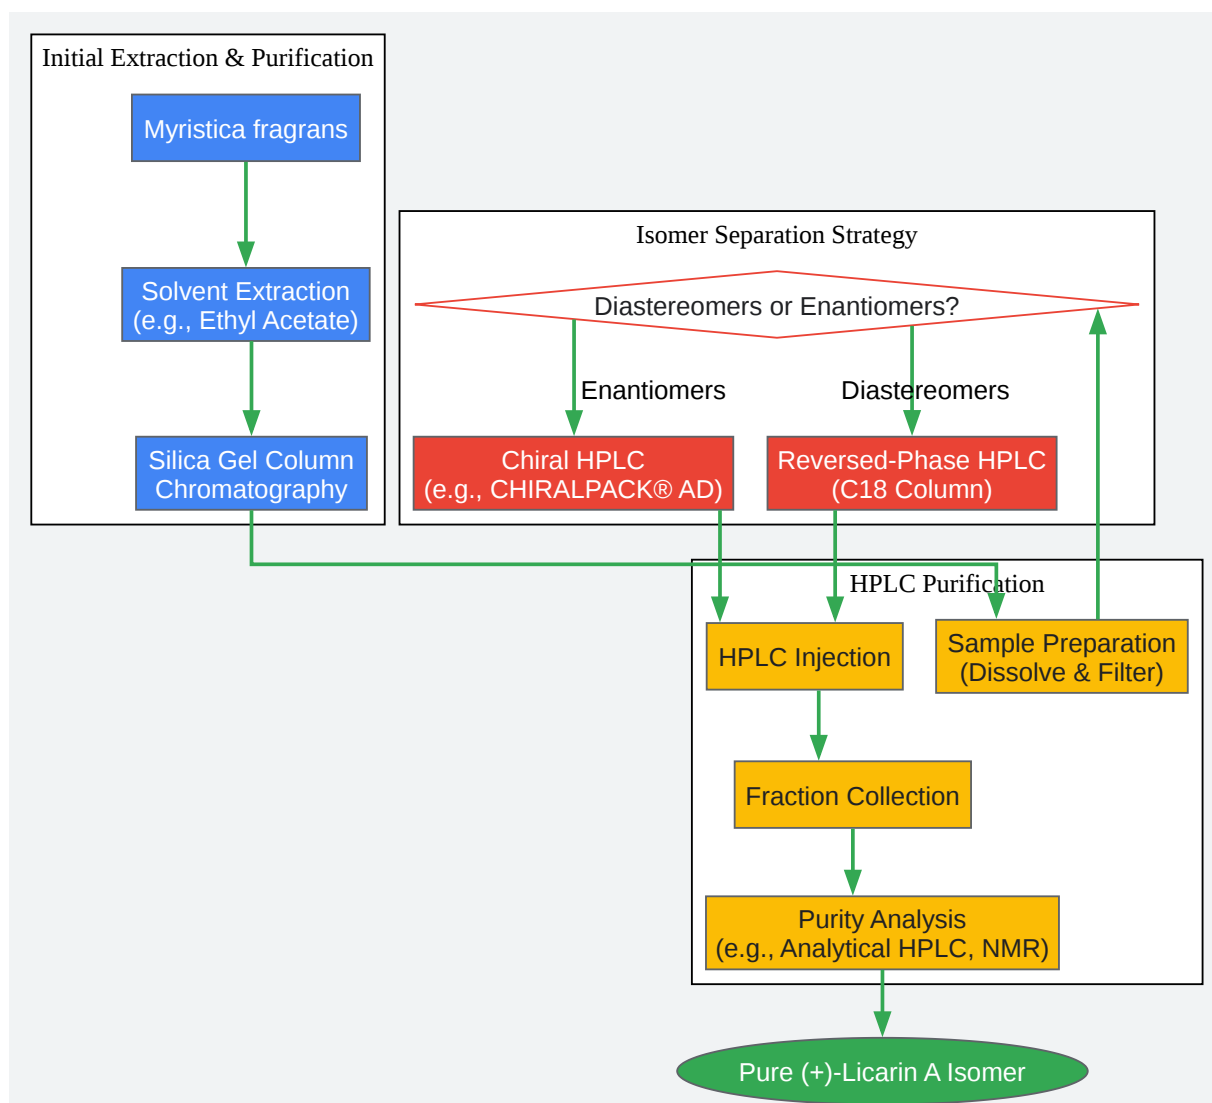 Initial Extraction & Purification
Myristica fragrans
Solvent Extraction
(e.g., Ethyl Acetate)
Silica Gel Column
Chromatography
Isomer Separation Strategy
Diastereomers or Enantiomers?
Enantiomers
Diastereomers
Chiral HPLC
(e.g., CHIRALPACK® AD)
Reversed-Phase HPLC
(C18 Column)
HPLC Purification
HPLC Injection
Sample Preparation
(Dissolve & Filter)
Fraction Collection
Purity Analysis
(e.g., Analytical HPLC, NMR)
Pure (+)-Licarin A Isomer